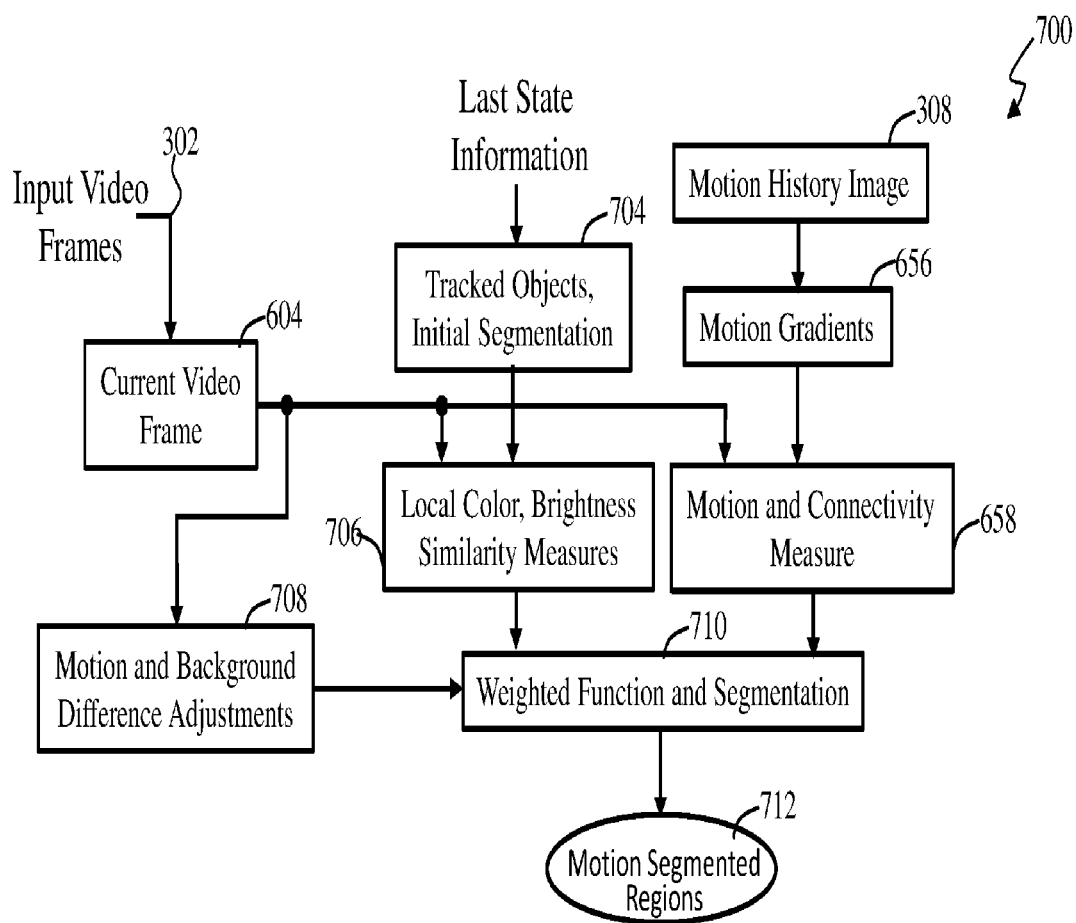 700
Last State
Information
308
302
Motion History Image
Input Video
Frames
704
656
Tracked Objects,
Initial Segmentation
Motion Gradients
604
Current Video
Frame
Local Color, Brightness
Similarity Measures
706
Motion and Connectivity
Measure
658
708
710
Motion and Background
Difference Adjustments
Weighted Function and Segmentation
712
Motion Segmented
Regions